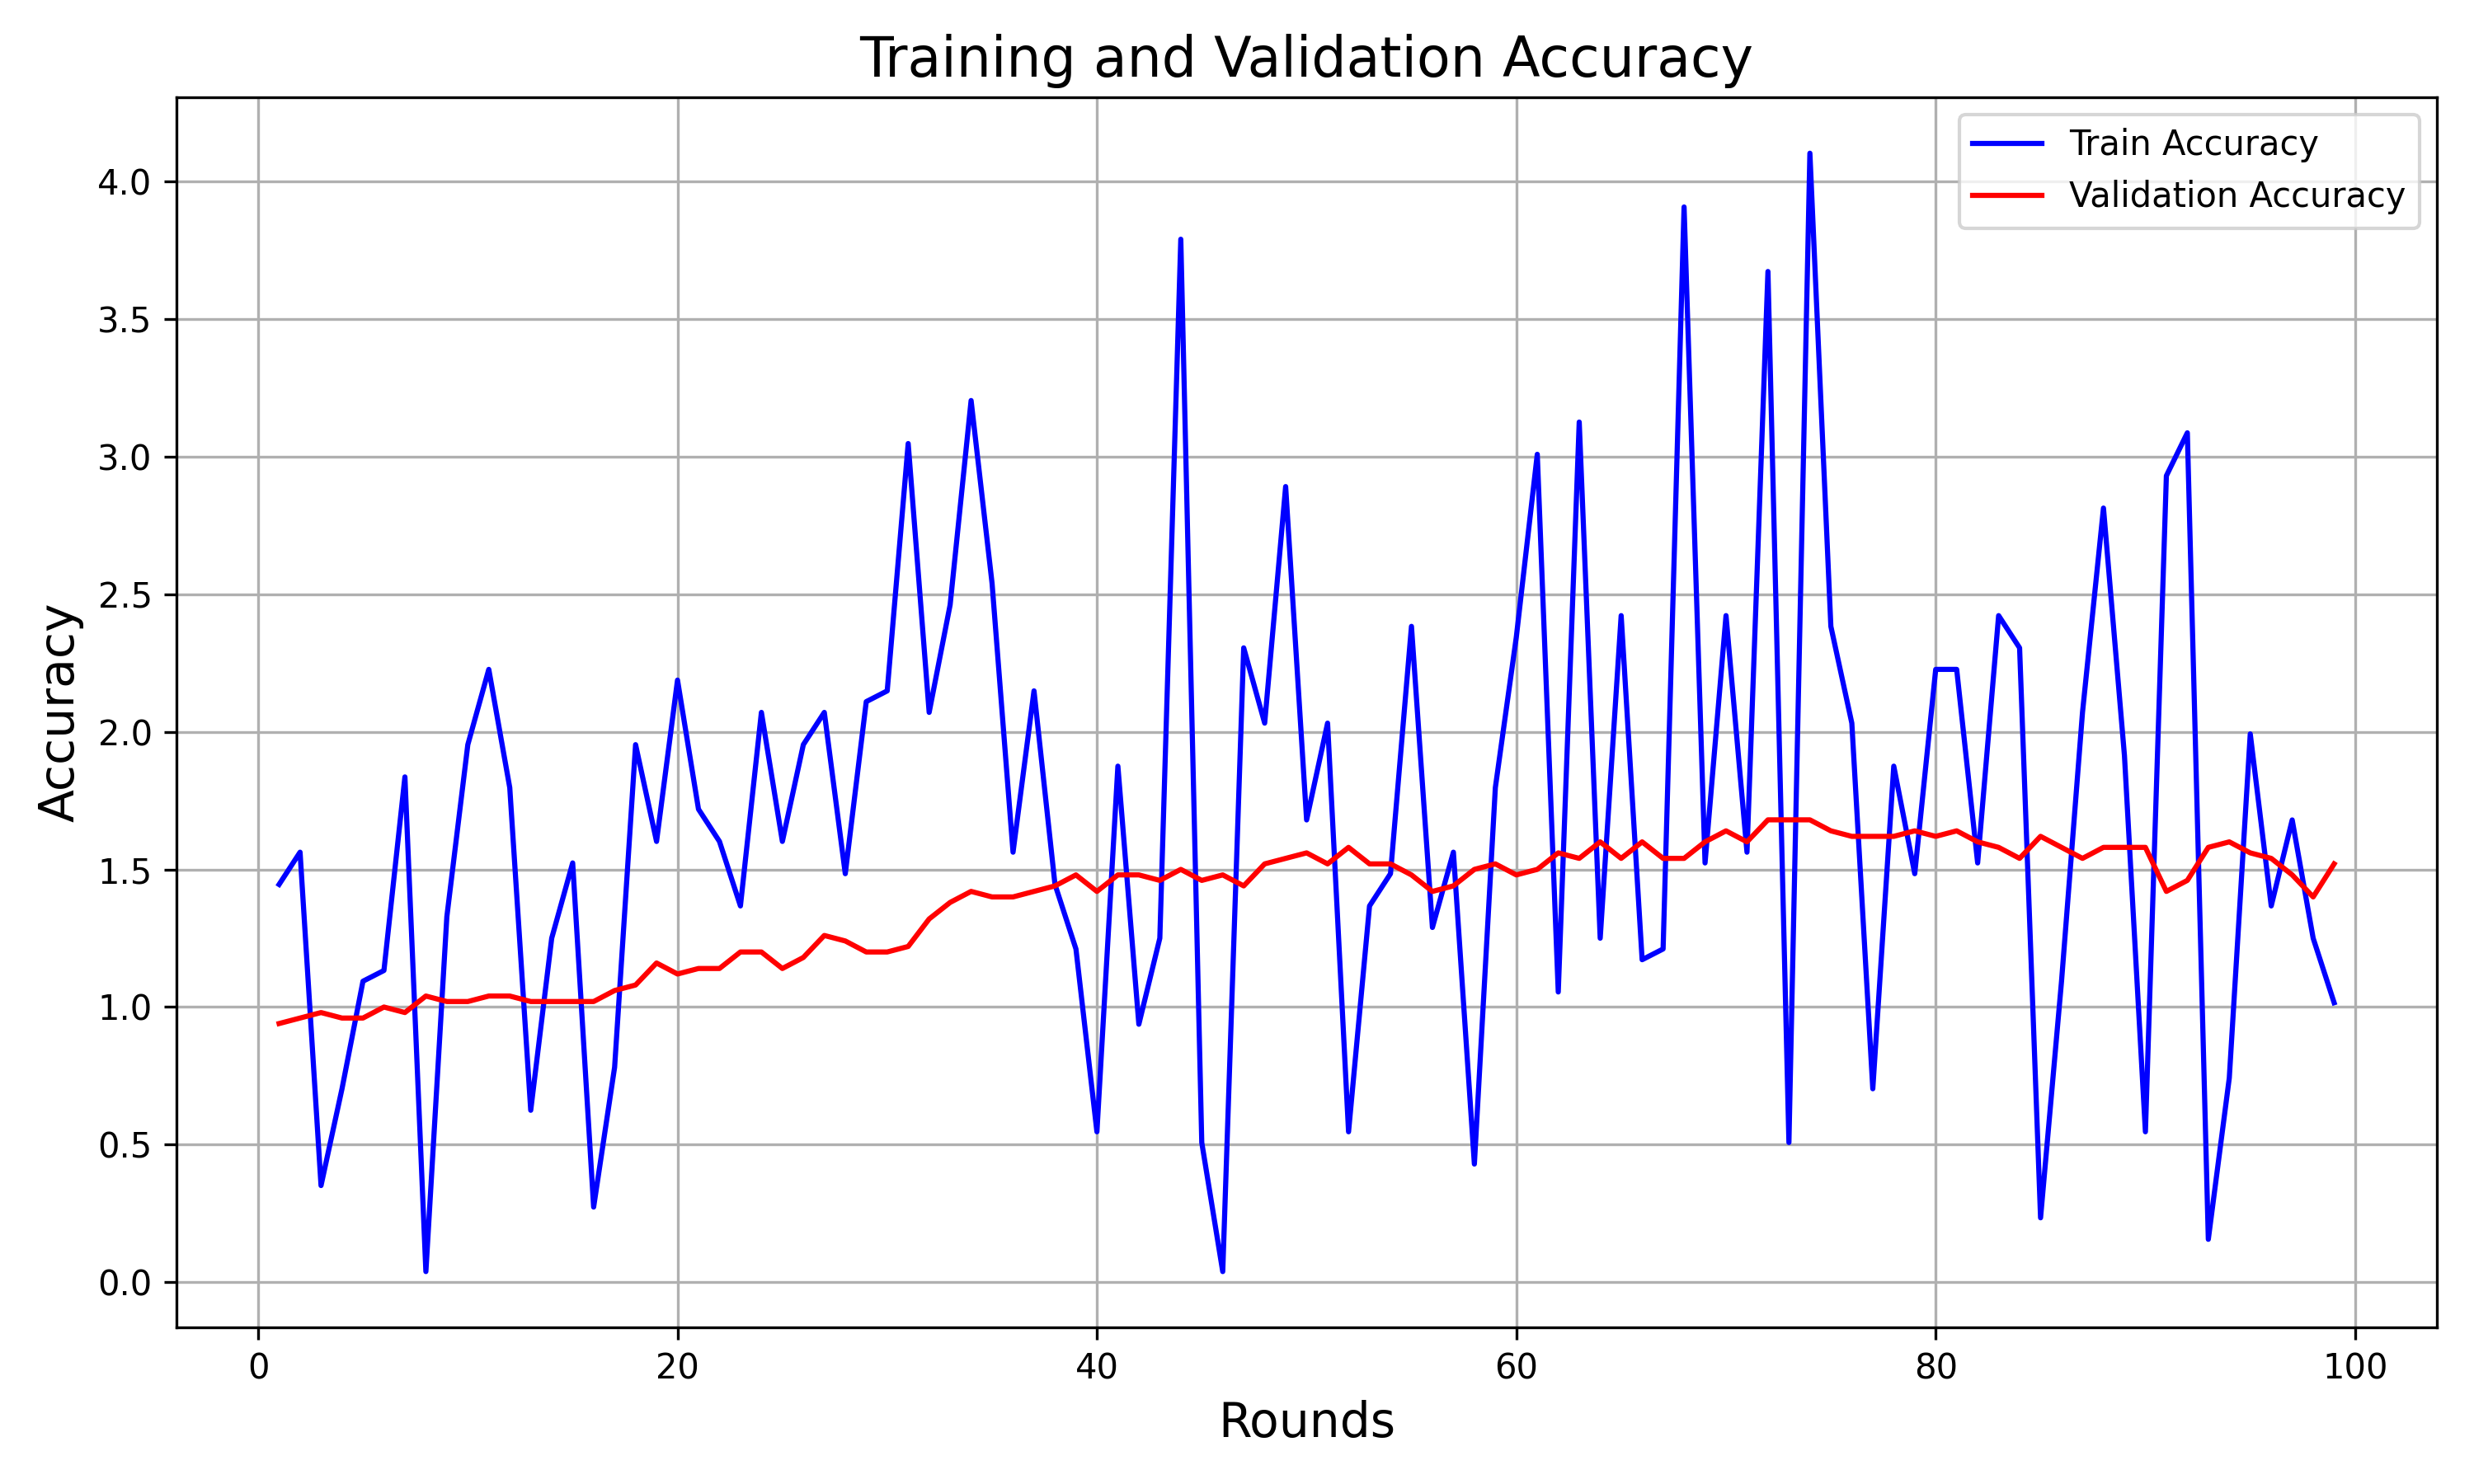 Training and Validation Accuracy
Train Accuracy
Validation Accuracy
Accuracy
4.0
3.5
3.0
2.5
2.0
1.5
1.0
0.5
0.0
0 20 40 60 80 100
Rounds